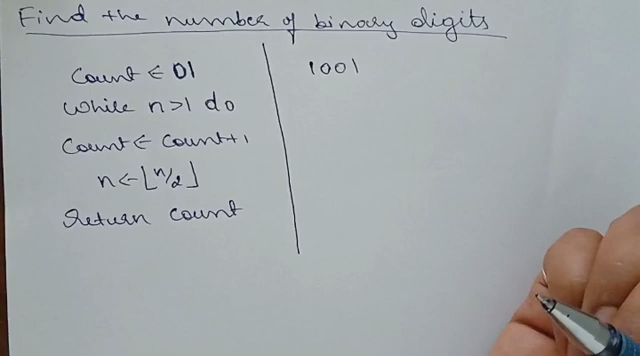 Find the number of binary digits
Count ← 01
While n>1 do
Count ← Count+1
n ← ⌊n/2⌋
Return count
1001